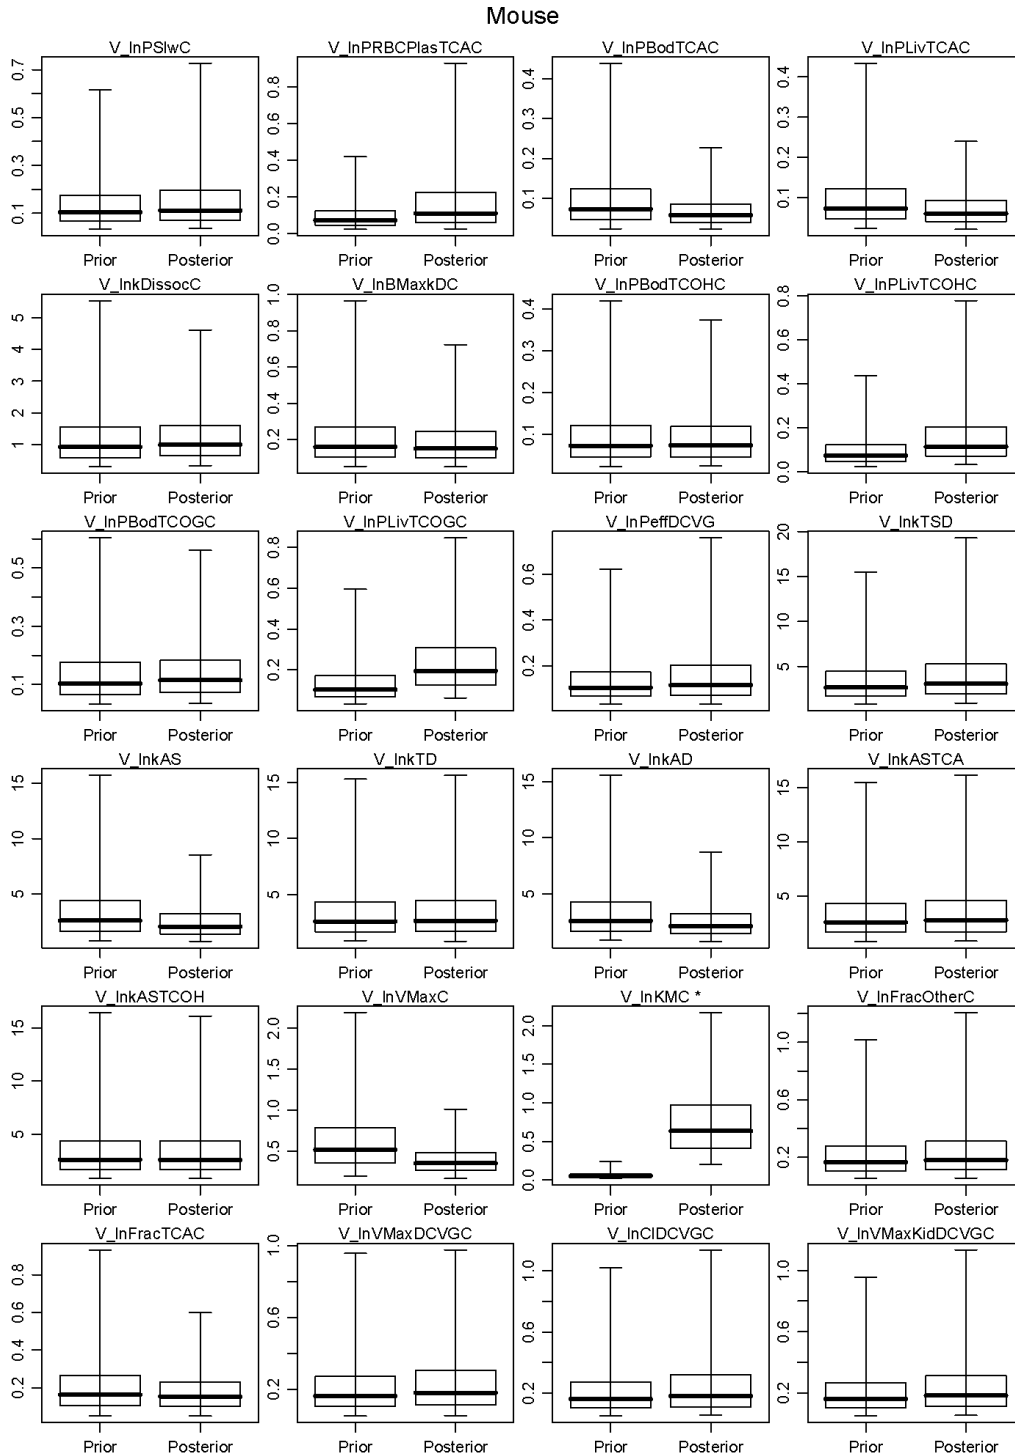 Mouse
V_lnPSlwC
0.7
0.5
0.3
0.1
Prior Posterior
V_lnPRBCPlasTCAC
0.8
0.6
0.4
0.2
0.0
Prior Posterior
V_lnPBodTCAC
0.4
0.3
0.2
0.1
Prior Posterior
V_lnPLivTCAC
0.4
0.3
0.2
0.1
Prior Posterior
V_lnkDissocC
5
4
3
2
1
Prior Posterior
V_lnBMaxkDC
1.0
0.8
0.6
0.4
0.2
Prior Posterior
V_lnPBodTCOHC
0.4
0.3
0.2
0.1
Prior Posterior
V_lnPLivTCOHC
0.8
0.6
0.4
0.2
0.0
Prior Posterior
V_lnPBodTCOGC
0.5
0.3
0.1
Prior Posterior
V_lnPLivTCOGC
0.8
0.6
0.4
0.2
Prior Posterior
V_lnPeffDCVG
0.6
0.4
0.2
Prior Posterior
V_lnkTSD
20
15
10
5
Prior Posterior
V_lnkAS
15
10
5
Prior Posterior
V_lnkTD
15
10
5
Prior Posterior
V_lnkAD
15
10
5
Prior Posterior
V_lnkASTCA
15
10
5
Prior Posterior
V_lnkASTCOH
15
10
5
Prior Posterior
V_lnVMaxC
2.0
1.5
1.0
0.5
Prior Posterior
V_lnKMC *
2.0
1.5
1.0
0.5
0.0
Prior Posterior
V_lnFracOtherC
1.0
0.6
0.2
Prior Posterior
V_lnFracTCAC
0.8
0.6
0.4
0.2
Prior Posterior
V_lnVMaxDCVGC
1.0
0.6
0.2
Prior Posterior
V_lnClDCVGC
1.0
0.6
0.2
Prior Posterior
V_lnVMaxKidDCVGC
1.0
0.6
0.2
Prior Posterior